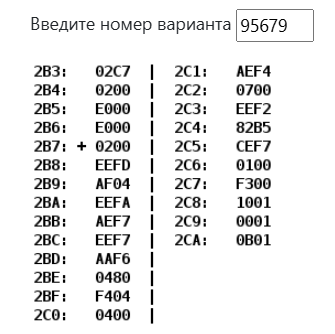 Введите номер варианта 95679
2B3: 02C7 | 2C1: AEF4
2B4: 0200 | 2C2: 0700
2B5: E000 | 2C3: EEF2
2B6: E000 | 2C4: 82B5
2B7: + 0200 | 2C5: CEF7
2B8: EEFD | 2C6: 0100
2B9: AF04 | 2C7: F300
2BA: EEFA | 2C8: 1001
2BB: AEF7 | 2C9: 0001
2BC: EEF7 | 2CA: 0B01
2BD: AAF6 |
2BE: 0480 |
2BF: F404 |
2C0: 0400 |